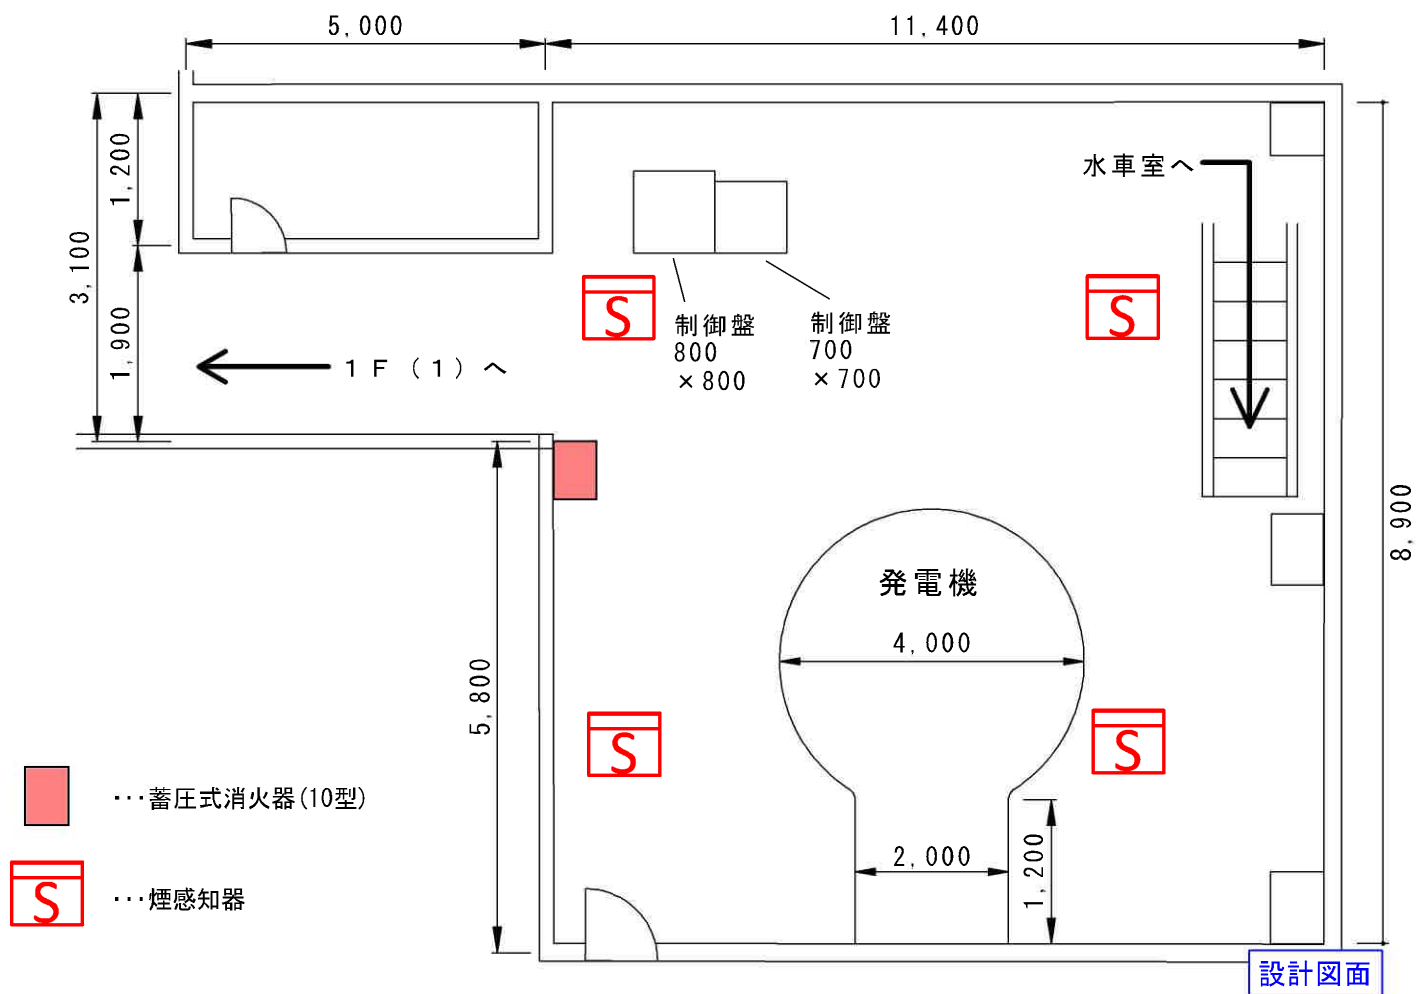 5,000
11,400
1,200
3,100
1,900
水車室へ
S
S
制御盤
800
×800
制御盤
700
×700
1F(1)へ
8,900
発電機
4,000
5,800
S
S
2,000
1,200
・・・蓄圧式消火器(10型)
S
・・・煙感知器
設計図面